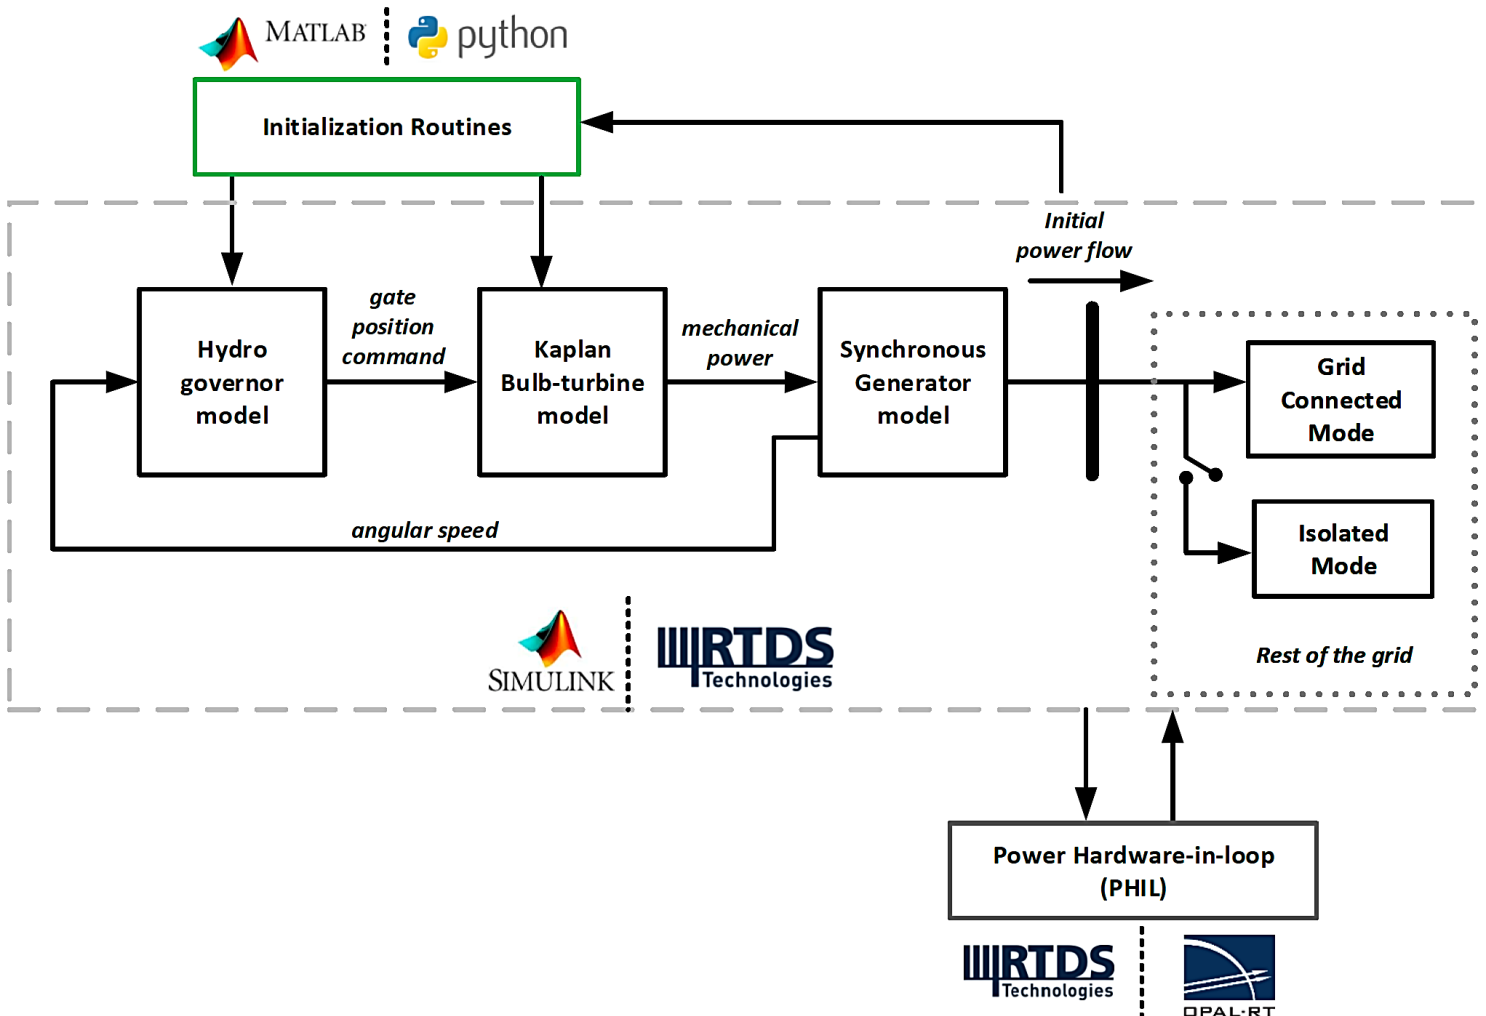 MATLAB
python
Initialization Routines
Initial
power flow
Hydro
governor
model
gate
position
command
Kaplan
Bulb-turbine
model
mechanical
power
Synchronous
Generator
model
Grid
Connected
Mode
angular speed
Isolated
Mode
Rest of the grid
SIMULINK
RTDS
Technologies
Power Hardware-in-loop
(PHIL)
RTDS
Technologies
OPAL-RT